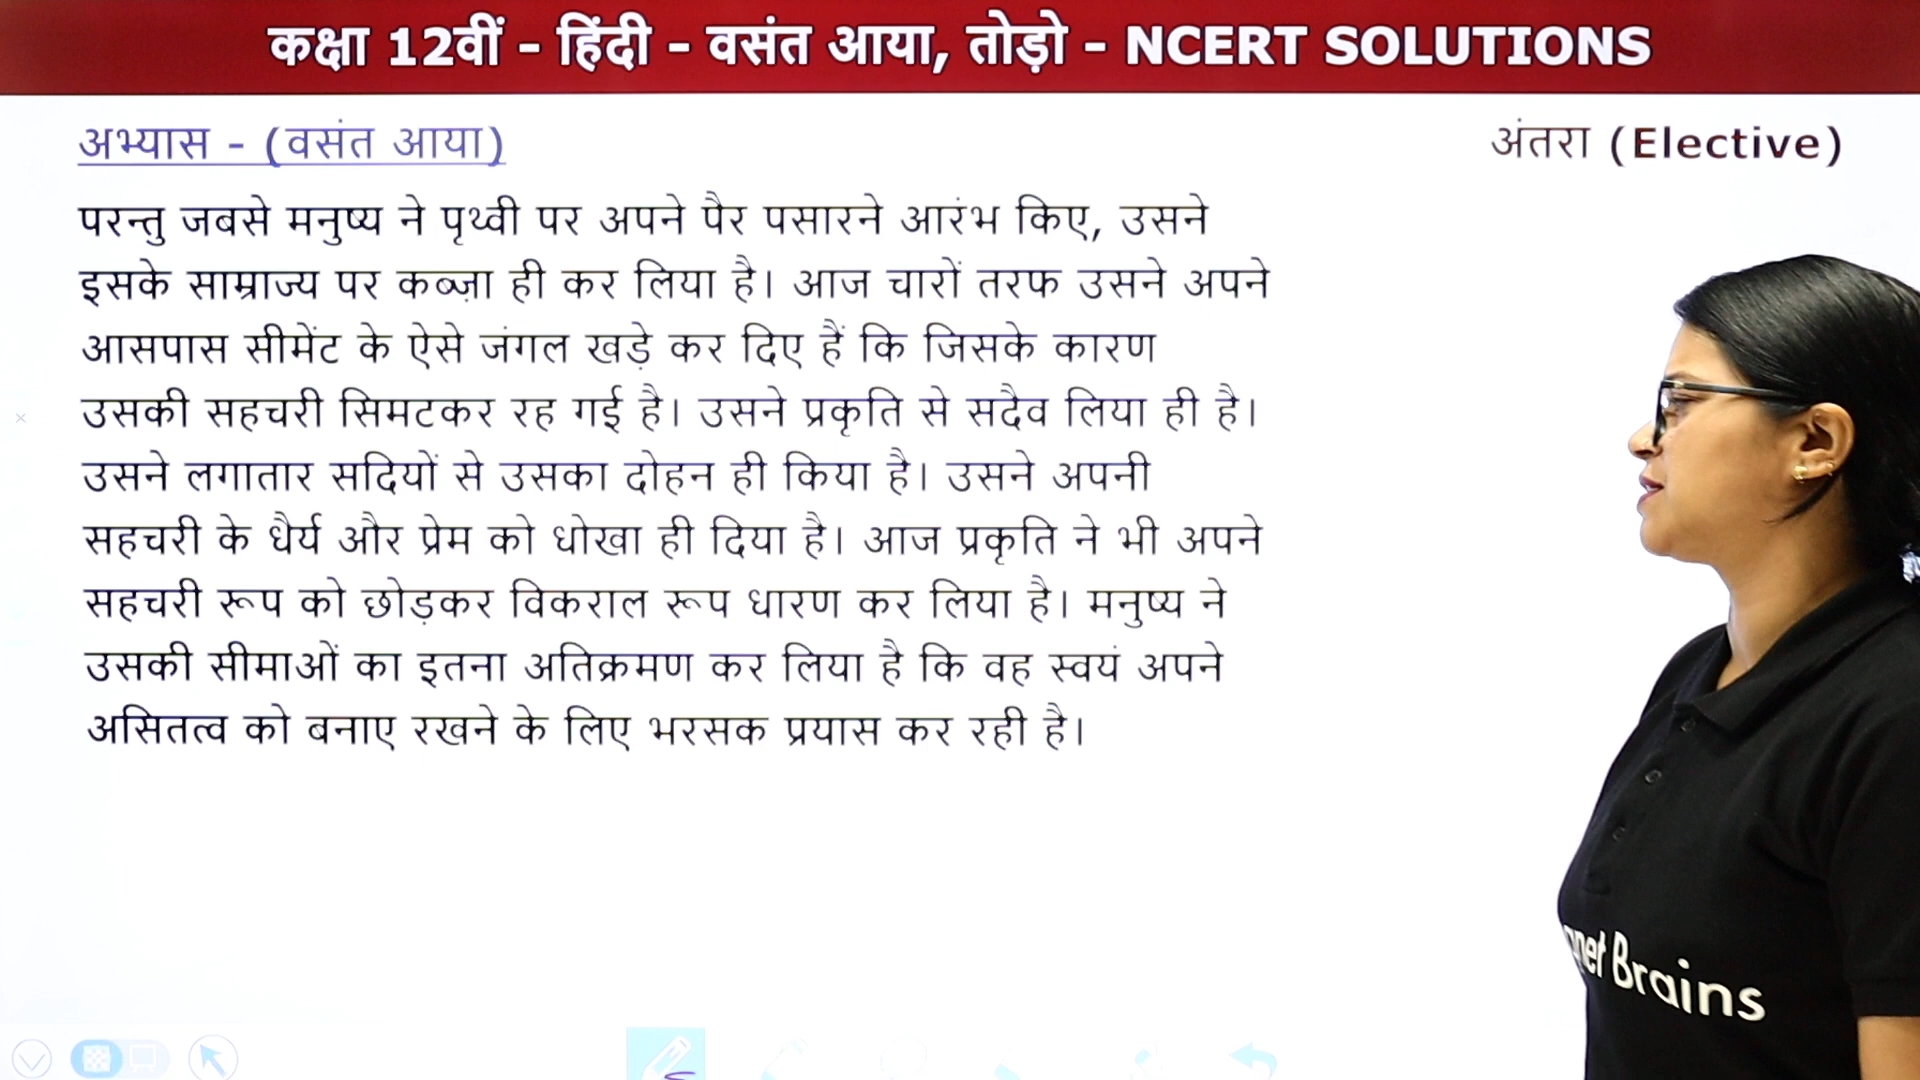 कक्षा 12वीं - हिंदी - वसंत आया, तोड़ो - NCERT SOLUTIONS
अभ्यास - (वसंत आया)
अंतरा (Elective)
परन्तु जबसे मनुष्य ने पृथ्वी पर अपने पैर पसारने आरंभ किए, उसने
इसके साम्राज्य पर कब्ज़ा ही कर लिया है। आज चारों तरफ उसने अपने
आसपास सीमेंट के ऐसे जंगल खड़े कर दिए हैं कि जिसके कारण
उसकी सहचरी सिमटकर रह गई है। उसने प्रकृति से सदैव लिया ही है।
उसने लगातार सदियों से उसका दोहन ही किया है। उसने अपनी
सहचरी के धैर्य और प्रेम को धोखा ही दिया है। आज प्रकृति ने भी अपने
सहचरी रूप को छोड़कर विकराल रूप धारण कर लिया है। मनुष्य ने
उसकी सीमाओं का इतना अतिक्रमण कर लिया है कि वह स्वयं अपने
असितत्व को बनाए रखने के लिए भरसक प्रयास कर रही है।
Brains